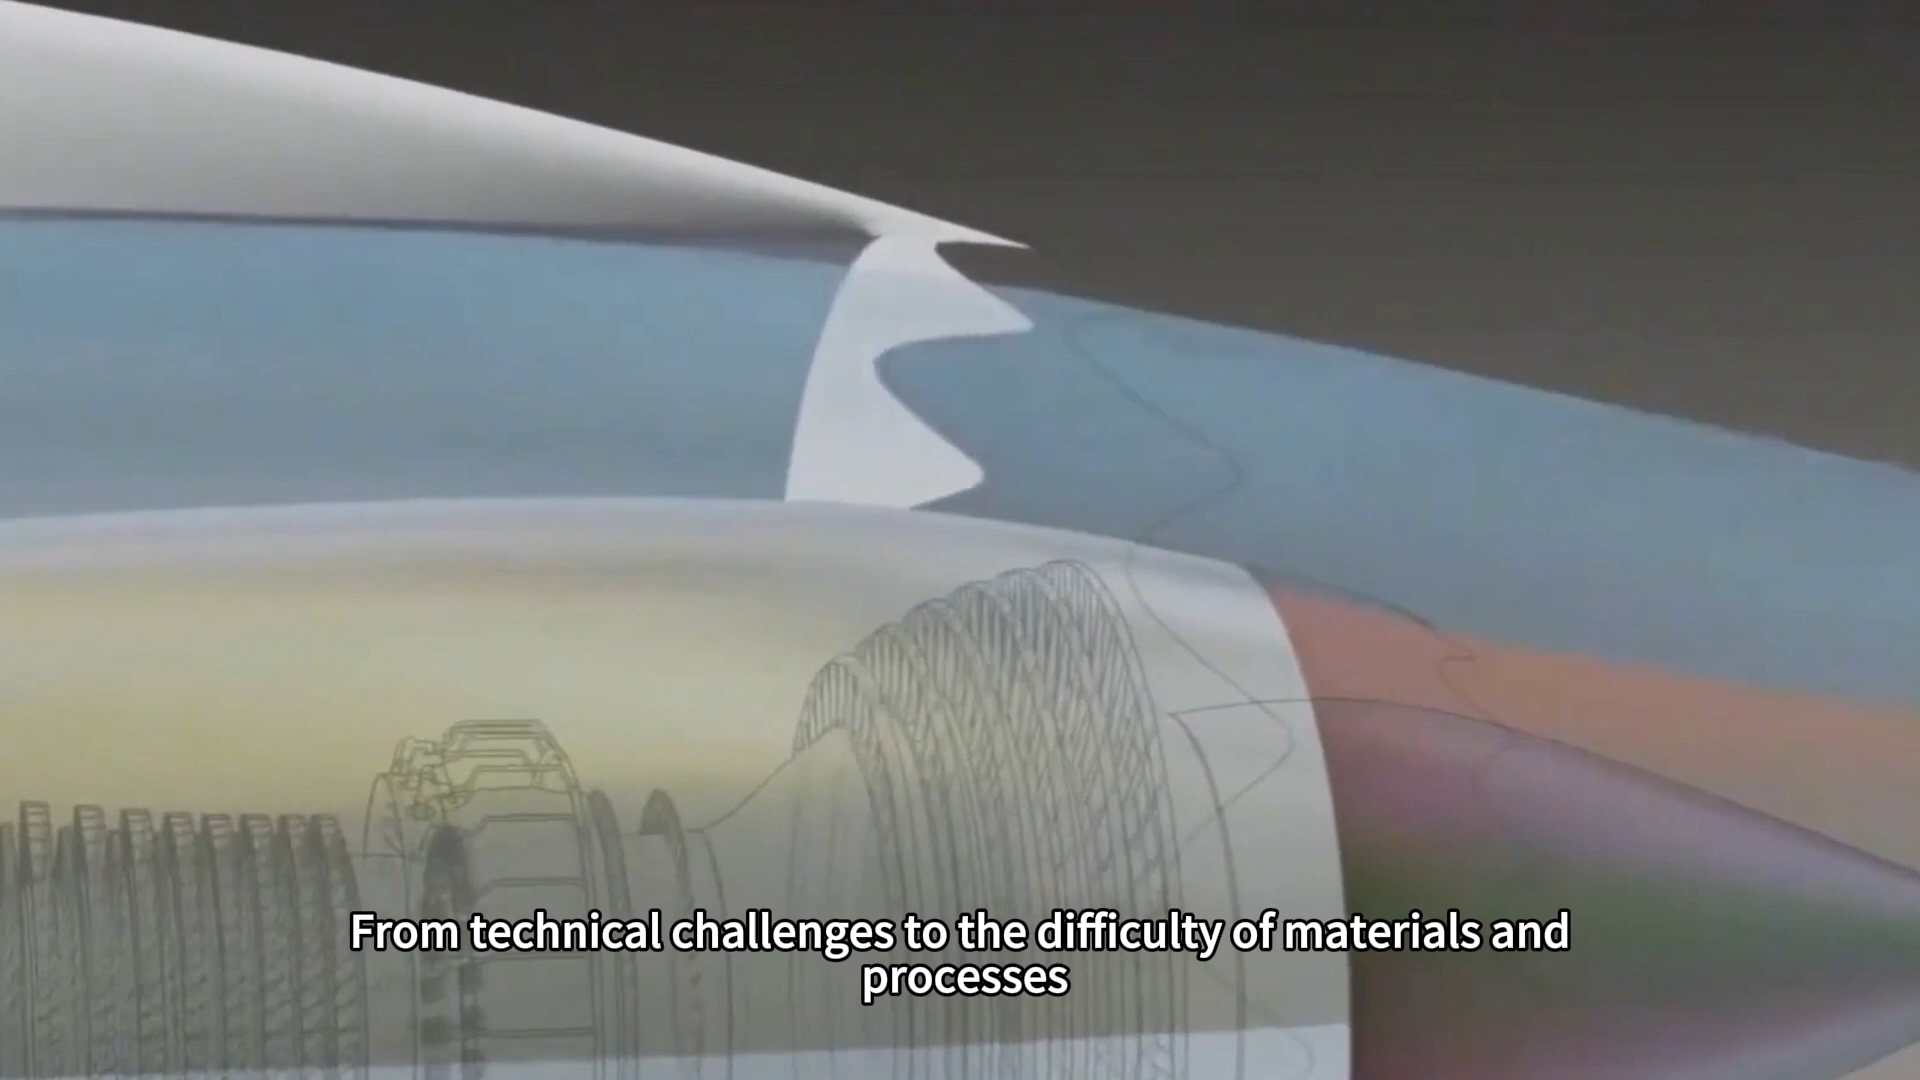 From technical challenges to the difficulty of materials and
processes